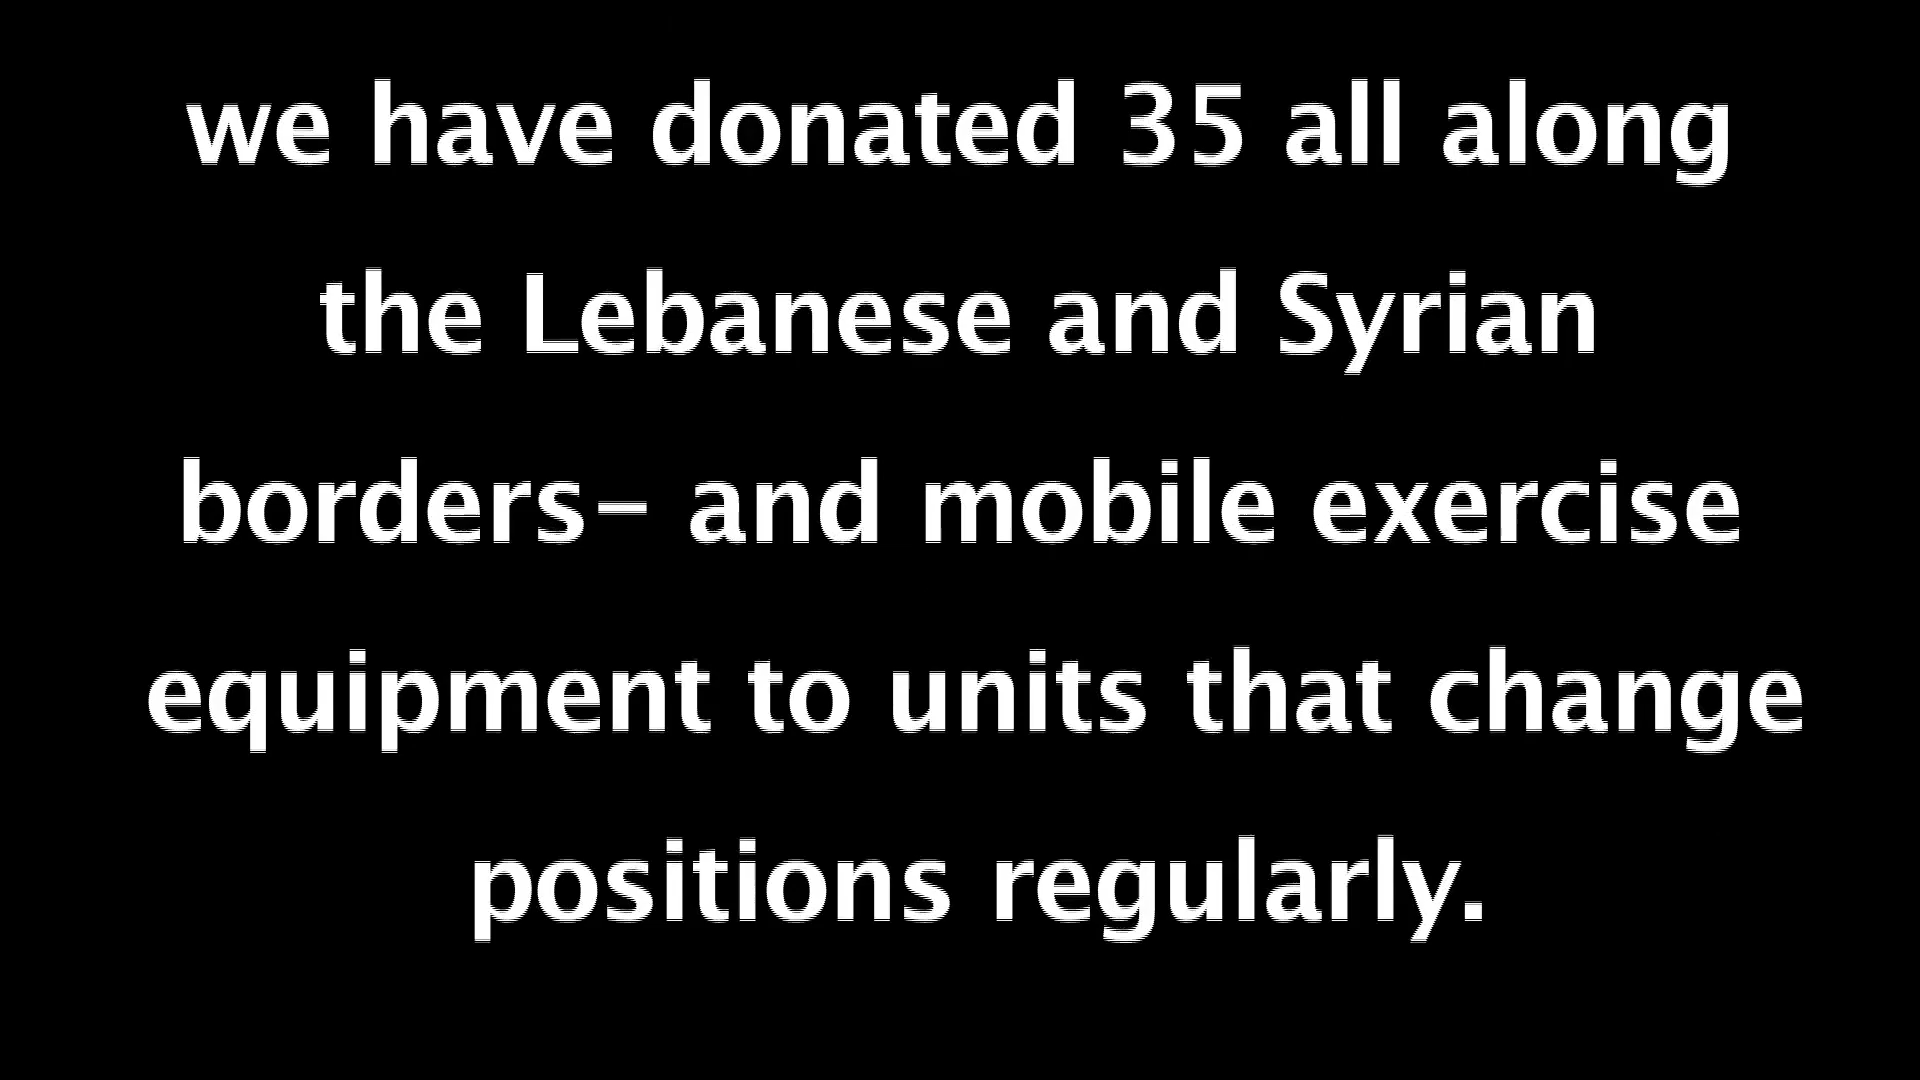 we have donated 35 all along
the Lebanese and Syrian
borders- and mobile exercise
equipment to units that change
positions regularly.